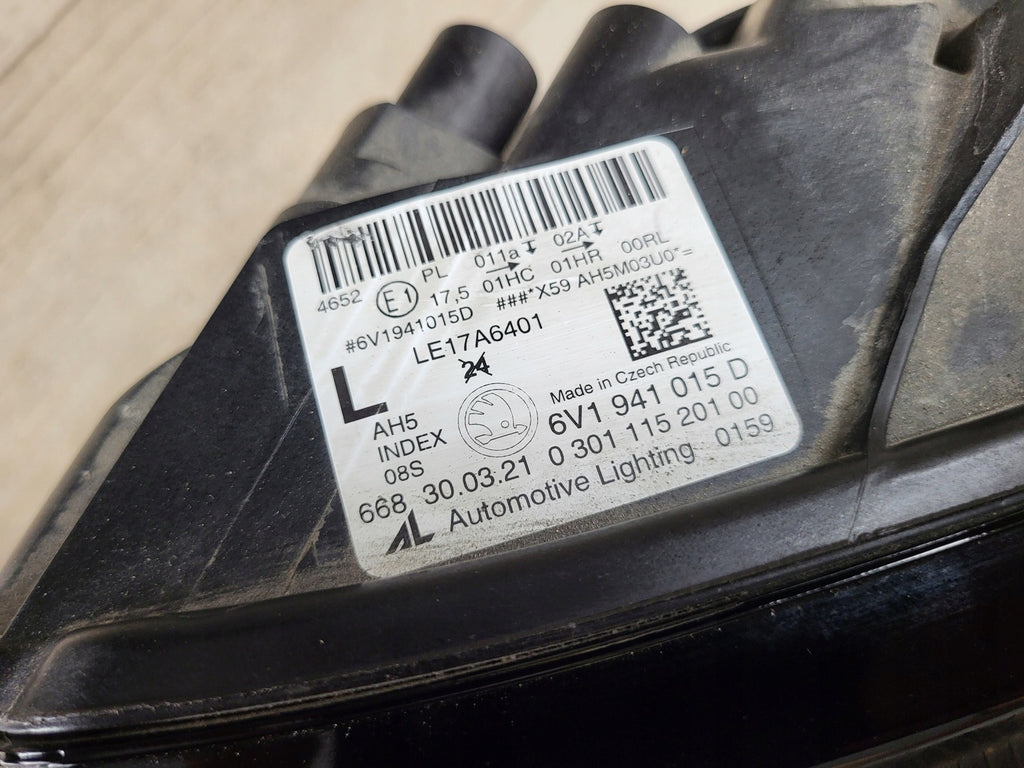 PL 011a 02A 00RL
4652 E1 17,5 01HC 01HR
#6V1941015D ###*X59 AH5M03U0*=
LE17A6401
24
L
Made in Czech Republic
AH5
INDEX
08S
6V1 941 015 D
668 30.03.21 0 301 115 201 00
AL Automotive Lighting 0159